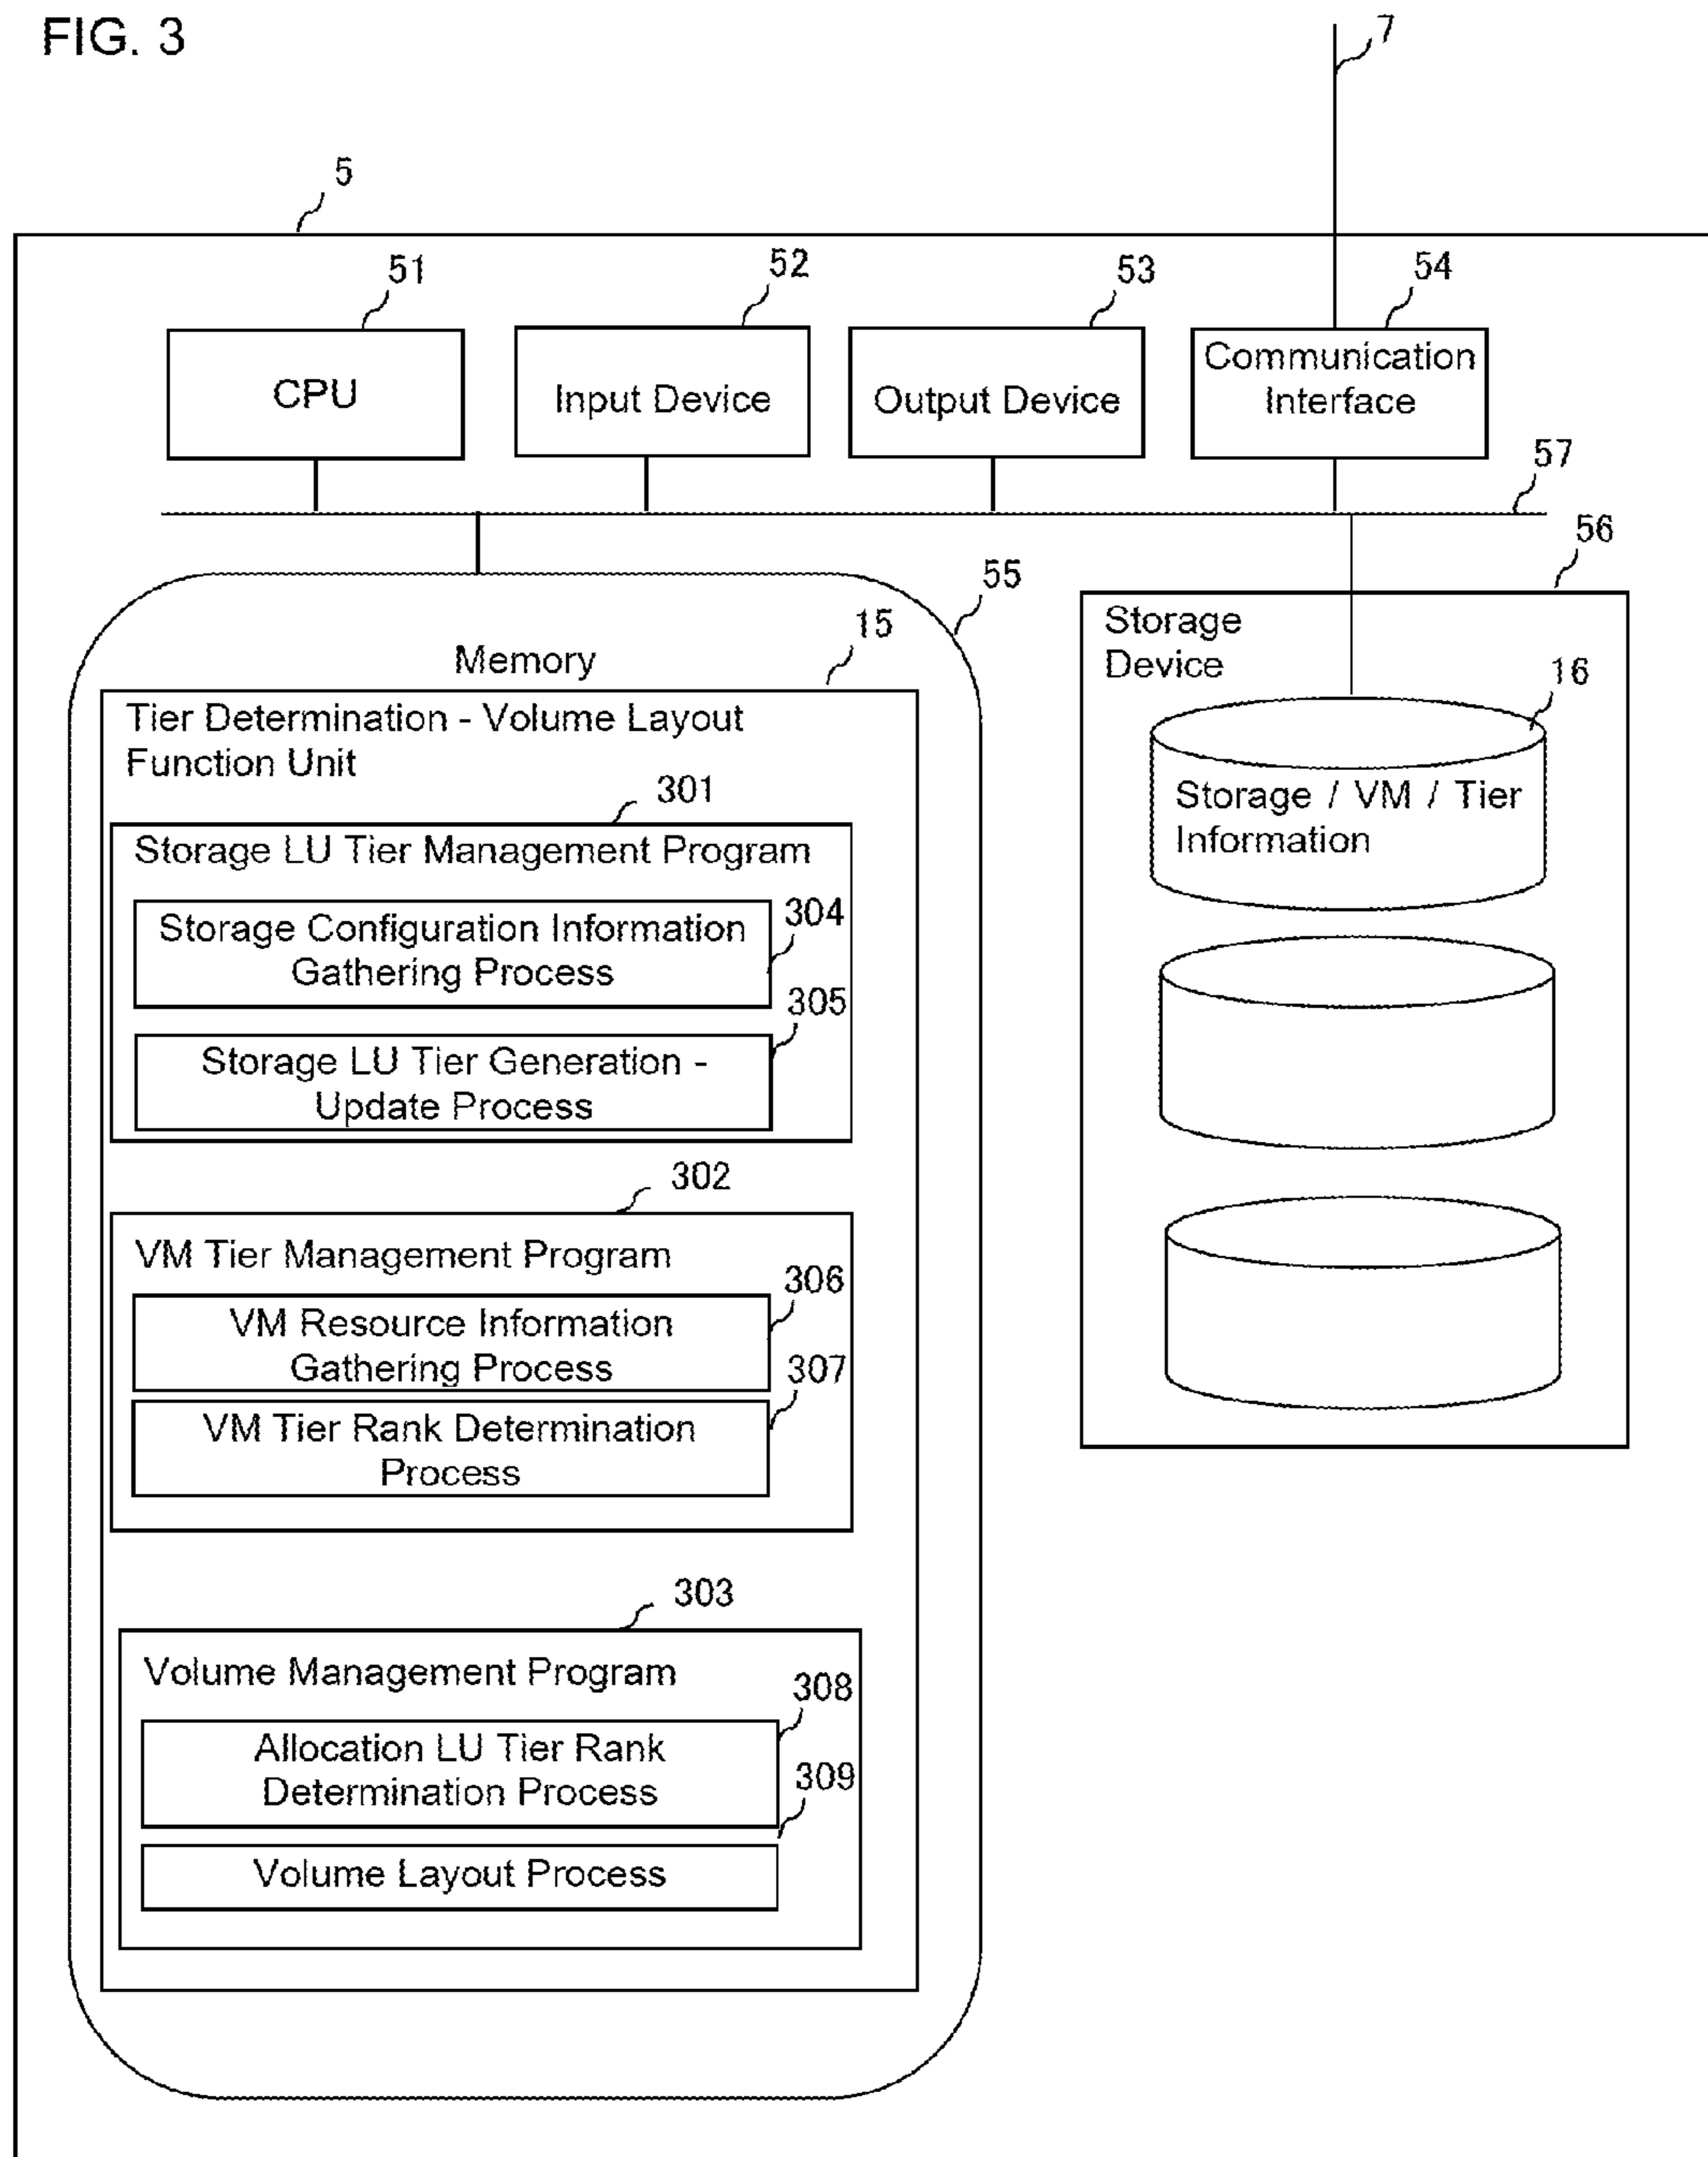 FIG. 3
7
5
51
52
53
54
CPU
Input Device
Output Device
Communication
Interface
57
56
55
15
Memory
Storage
Device
16
Tier Determination - Volume Layout
Function Unit
Storage / VM / Tier
Information
301
Storage LU Tier Management Program
304
Storage Configuration Information
Gathering Process
305
Storage LU Tier Generation -
Update Process
302
VM Tier Management Program
306
VM Resource Information
Gathering Process
307
VM Tier Rank Determination
Process
303
Volume Management Program
308
Allocation LU Tier Rank
Determination Process
309
Volume Layout Process